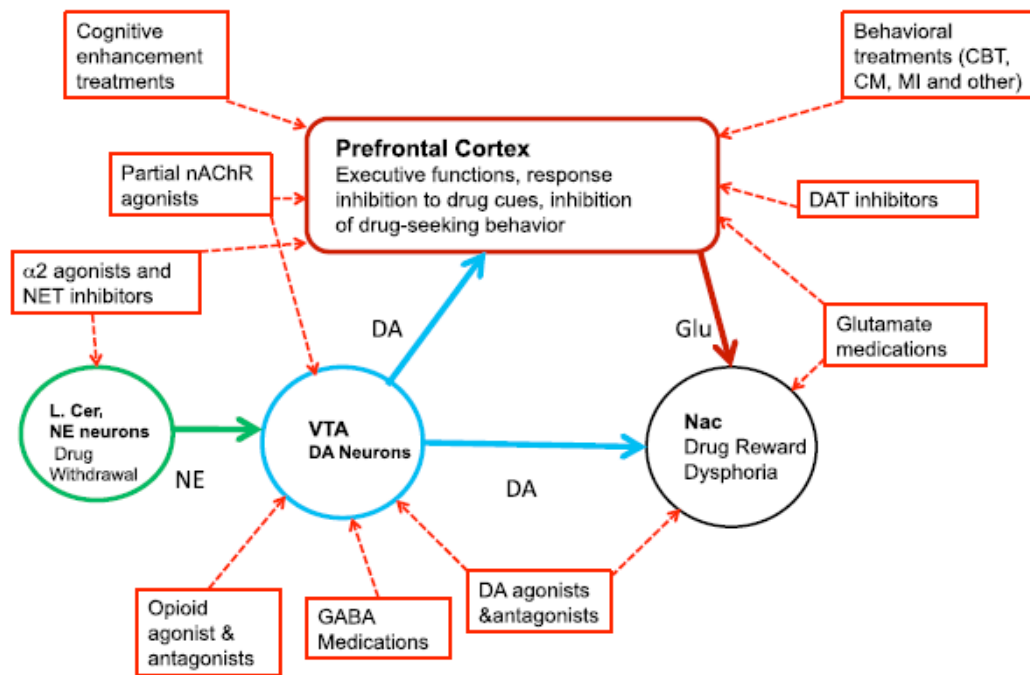 Cognitive
enhancement
treatments
Behavioral
treatments (CBT,
CM, MI and other)
Prefrontal Cortex
Executive functions, response
inhibition to drug cues, inhibition
of drug-seeking behavior
Partial nAChR
agonists
DAT inhibitors
α2 agonists and
NET inhibitors
DA
Glu
Glutamate
medications
L. Cer,
NE neurons
Drug
Withdrawal
NE
VTA
DA Neurons
DA
Nac
Drug Reward
Dysphoria
Opioid
agonist &
antagonists
GABA
Medications
DA agonists
&antagonists